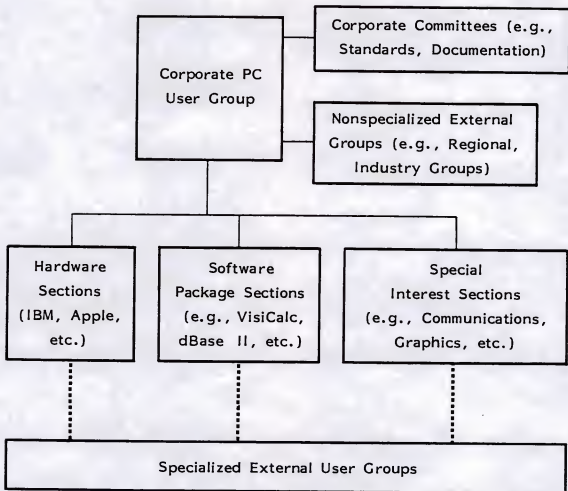 Corporate Committees (e.g.,
Standards, Documentation)
Corporate PC
User Group
Nonspecialized External
Groups (e.g., Regional,
Industry Groups)
Hardware
Sections
(IBM, Apple,
etc.)
Software
Package Sections
(e.g., VisiCalc,
dBase II, etc.)
Special
Interest Sections
(e.g., Communications,
Graphics, etc.)
Specialized External User Groups